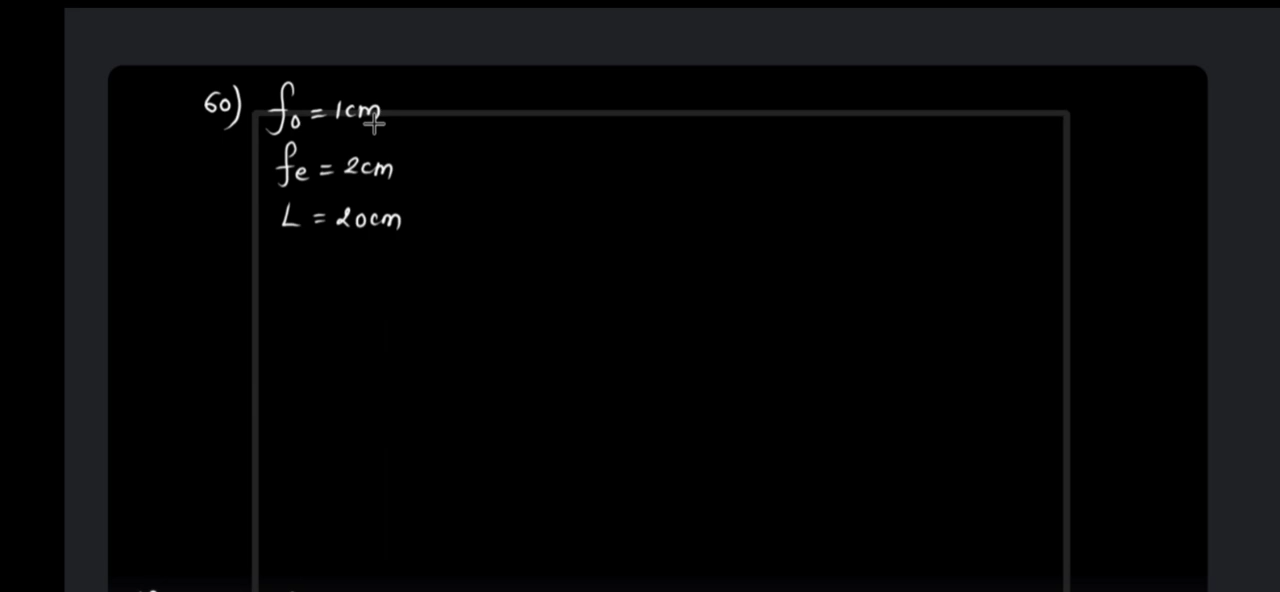 60) fo = 1cm
fe = 2cm
L = 20cm